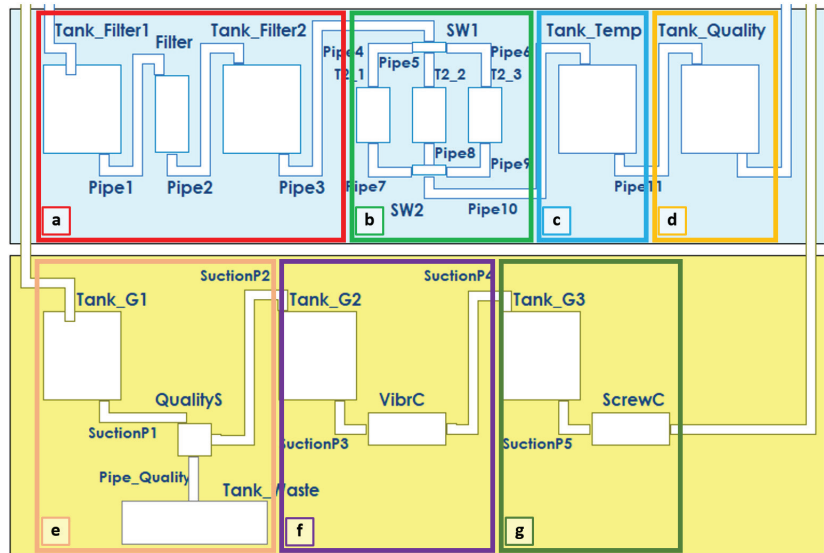 Tank_Filter1
Filter
Tank_Filter2
SW1
Tank_Temp
Tank_Quality
Pipe4
Pipe5
Pipe6
T2_1
T2_2
T2_3
Pipe8
Pipe9
Pipe1
Pipe2
Pipe3
Pipe7
Pipe11
SW2
Pipe10
a
b
c
d
SuctionP2
SuctionP4
Tank_G1
Tank_G2
Tank_G3
QualityS
VibrC
ScrewC
SuctionP1
SuctionP3
SuctionP5
Pipe_Quality
Tank_Waste
e
f
g